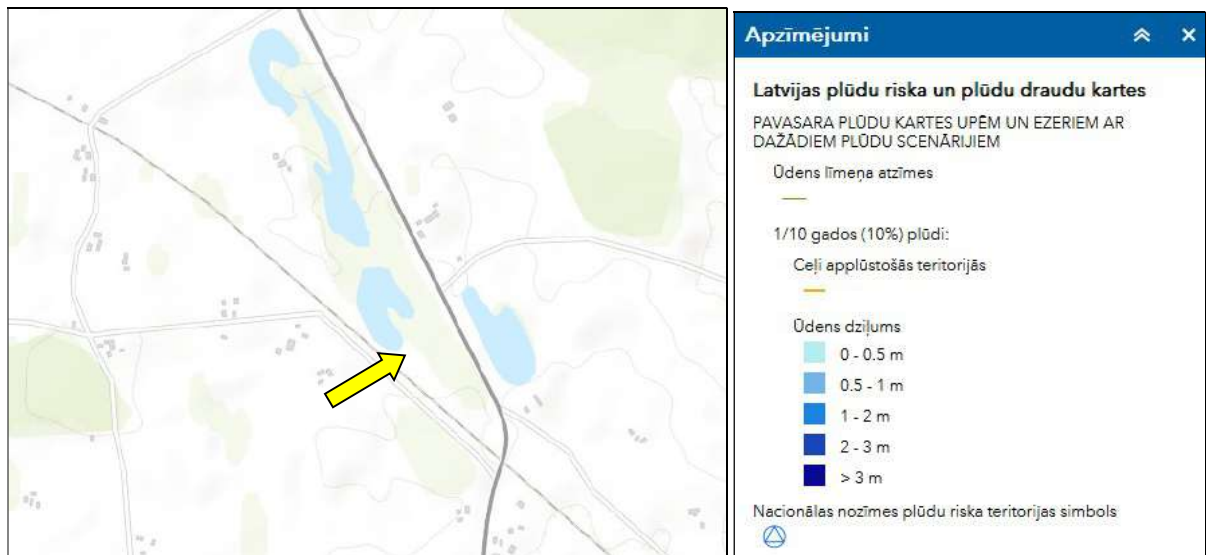 Apzīmējumi
Latvijas plūdu riska un plūdu draudu kartes
PAVASARA PLŪDU KARTES UPĒM UN EZERIEM AR
DAŽĀDIEM PLŪDU SCENĀRIJIEM
Ūdens līmeņa atzīmes
1/10 gados (10%) plūdi:
Ceļi applūstošās teritorijās
Ūdens dziļums
0 - 0.5 m
0.5 - 1 m
1 - 2 m
2 - 3 m
> 3 m
Nacionālas nozīmes plūdu riska teritorijas simbols